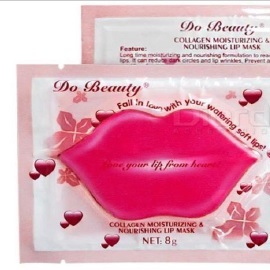 Do Beauty®
COLLAGEN MOISTURIZING &
NOURISHING LIP MASK
Feature:
Long time moisturizing and nourishing formulation to
lips. It can reduce dark circles and lip wrinkles, Prevent
Do Beauty®
Fall in love with your watering soft lips!
Love your lip from heart!
COLLAGEN MOISTURIZING &
NOURISHING LIP MASK
NET: 8g